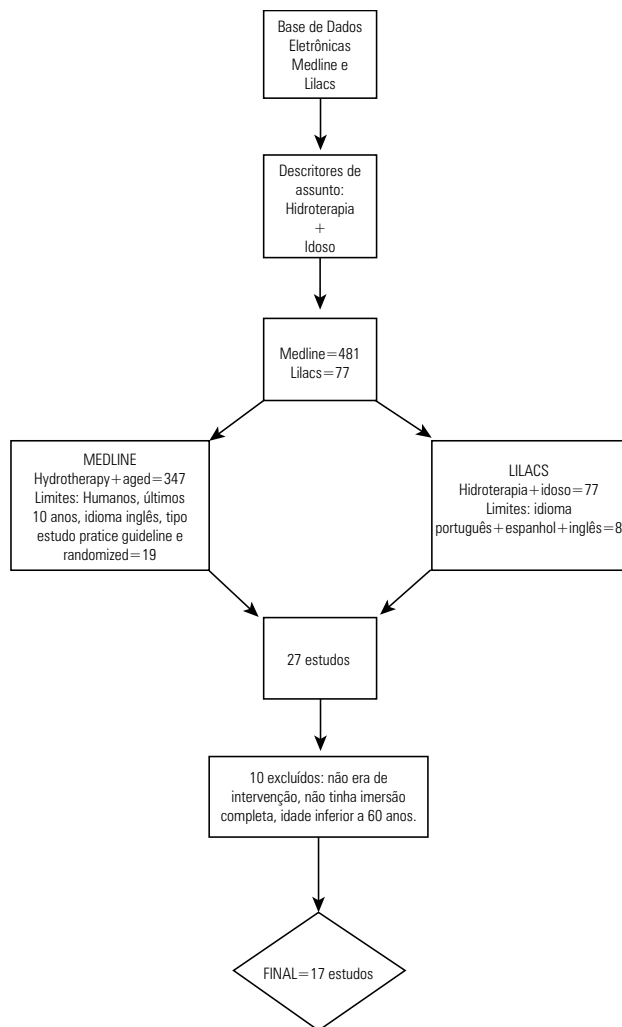 Base de Dados
Eletrônicas
Medline e
Lilacs
Descritores de
assunto:
Hidroterapia
+
Idoso
Medline=481
Lilacs=77
MEDLINE
Hydrotherapy+aged=347
Limites: Humanos, últimos
10 anos, idioma inglês, tipo
estudo pratice guideline e
randomized=19
LILACS
Hidroterapia+idoso=77
Limites: idioma
português+espanhol+inglês=8
27 estudos
10 excluídos: não era de
intervenção, não tinha imersão
completa, idade inferior a 60 anos.
FINAL=17 estudos